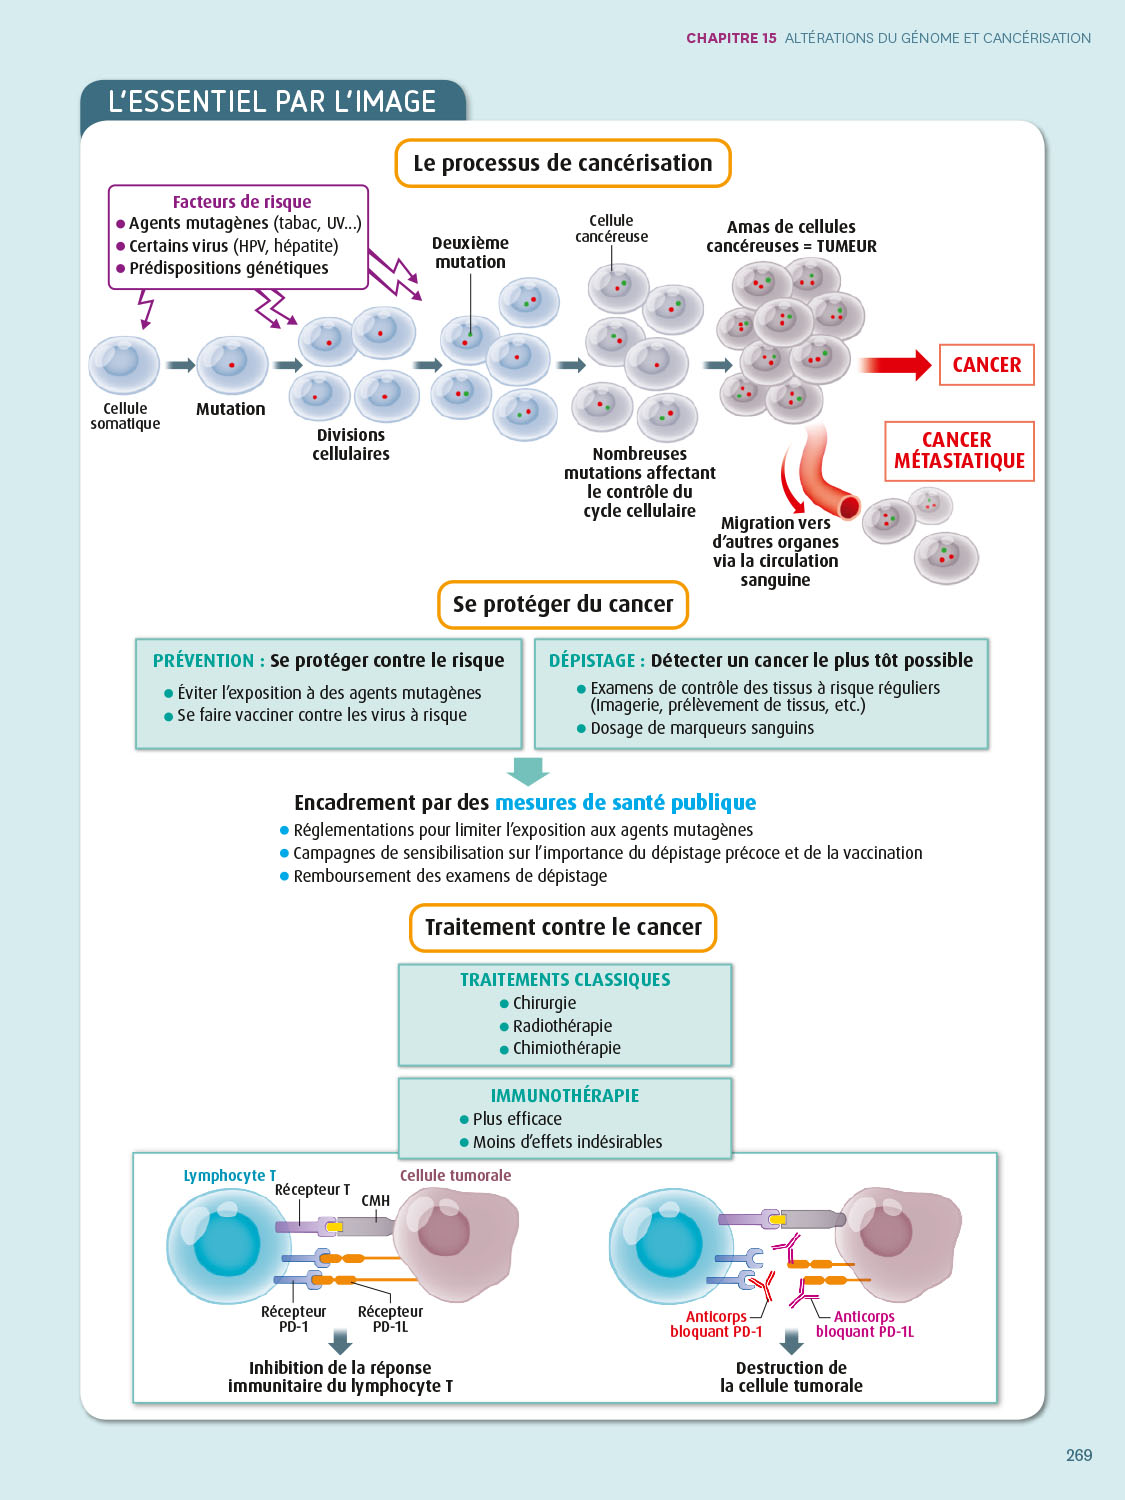 CHAPITRE 15 ALTÉRATIONS DU GÉNOME ET CANCÉRISATION
L'ESSENTIEL PAR L'IMAGE
Le processus de cancérisation
Facteurs de risque
• Agents mutagènes (tabac, UV...)
• Certains virus (HPV, hépatite)
• Prédispositions génétiques
Cellule
somatique
Mutation
Divisions
cellulaires
Deuxième
mutation
Cellule
cancéreuse
Nombreuses
mutations affectant
le contrôle du
cycle cellulaire
Amas de cellules
cancéreuses = TUMEUR
CANCER
CANCER
MÉTASTATIQUE
Migration vers
d'autres organes
via la circulation
sanguine
Se protéger du cancer
PRÉVENTION : Se protéger contre le risque
• Éviter l'exposition à des agents mutagènes
• Se faire vacciner contre les virus à risque
DÉPISTAGE : Détecter un cancer le plus tôt possible
• Examens de contrôle des tissus à risque réguliers
(Imagerie, prélèvement de tissus, etc.)
• Dosage de marqueurs sanguins
Encadrement par des mesures de santé publique
• Réglementations pour limiter l'exposition aux agents mutagènes
• Campagnes de sensibilisation sur l'importance du dépistage précoce et de la vaccination
• Remboursement des examens de dépistage
Traitement contre le cancer
TRAITEMENTS CLASSIQUES
• Chirurgie
• Radiothérapie
• Chimiothérapie
IMMUNOTHÉRAPIE
• Plus efficace
• Moins d'effets indésirables
Lymphocyte T
Récepteur T
CMH
Cellule tumorale
Récepteur
PD-1
Récepteur
PD-1L
Inhibition de la réponse
immunitaire du lymphocyte T
Anticorps
bloquant PD-1
Anticorps
bloquant PD-1L
Destruction de
la cellule tumorale
269